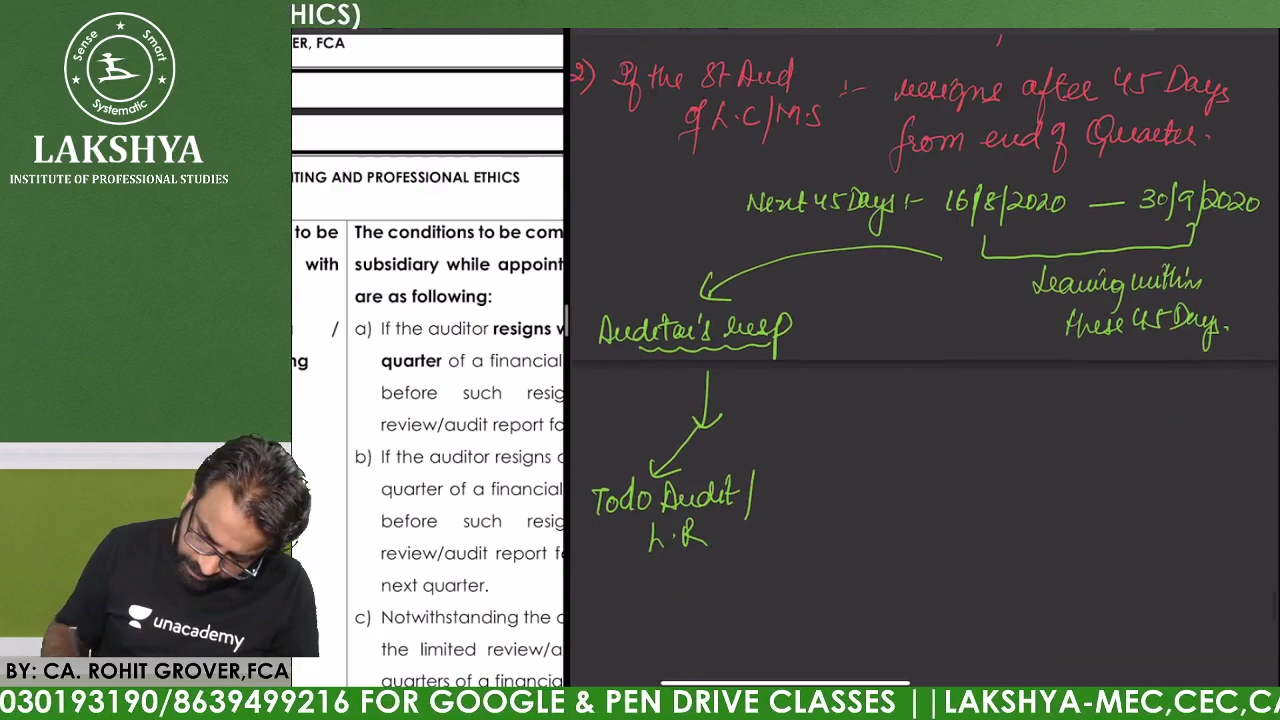 HICS)
ER, FCA
Sense
Smart
Systematic
LAKSHYA
INSTITUTE OF PROFESSIONAL STUDIES
TING AND PROFESSIONAL ETHICS
to be
with
/
ng
The conditions to be com
subsidiary while appoint
are as following:
a) If the auditor resigns w
quarter of a financial
before such resig
review/audit report fo
b) If the auditor resigns a
quarter of a financial
before such resig
review/audit report fo
next quarter.
c) Notwithstanding the a
the limited review/a
quarters of a financial
2) If the St Aud
of L.C/M.S
:- resigns after 45 Days
from end of Quarter.
Next 45 Days :- 16/8/2020 — 30/9/2020
Leaving within
these 45 Days.
Auditor's resp
To do Audit/
L.R
unacademy
BY: CA. ROHIT GROVER,FCA
030193190/8639499216 FOR GOOGLE & PEN DRIVE CLASSES ||LAKSHYA-MEC,CEC,CA